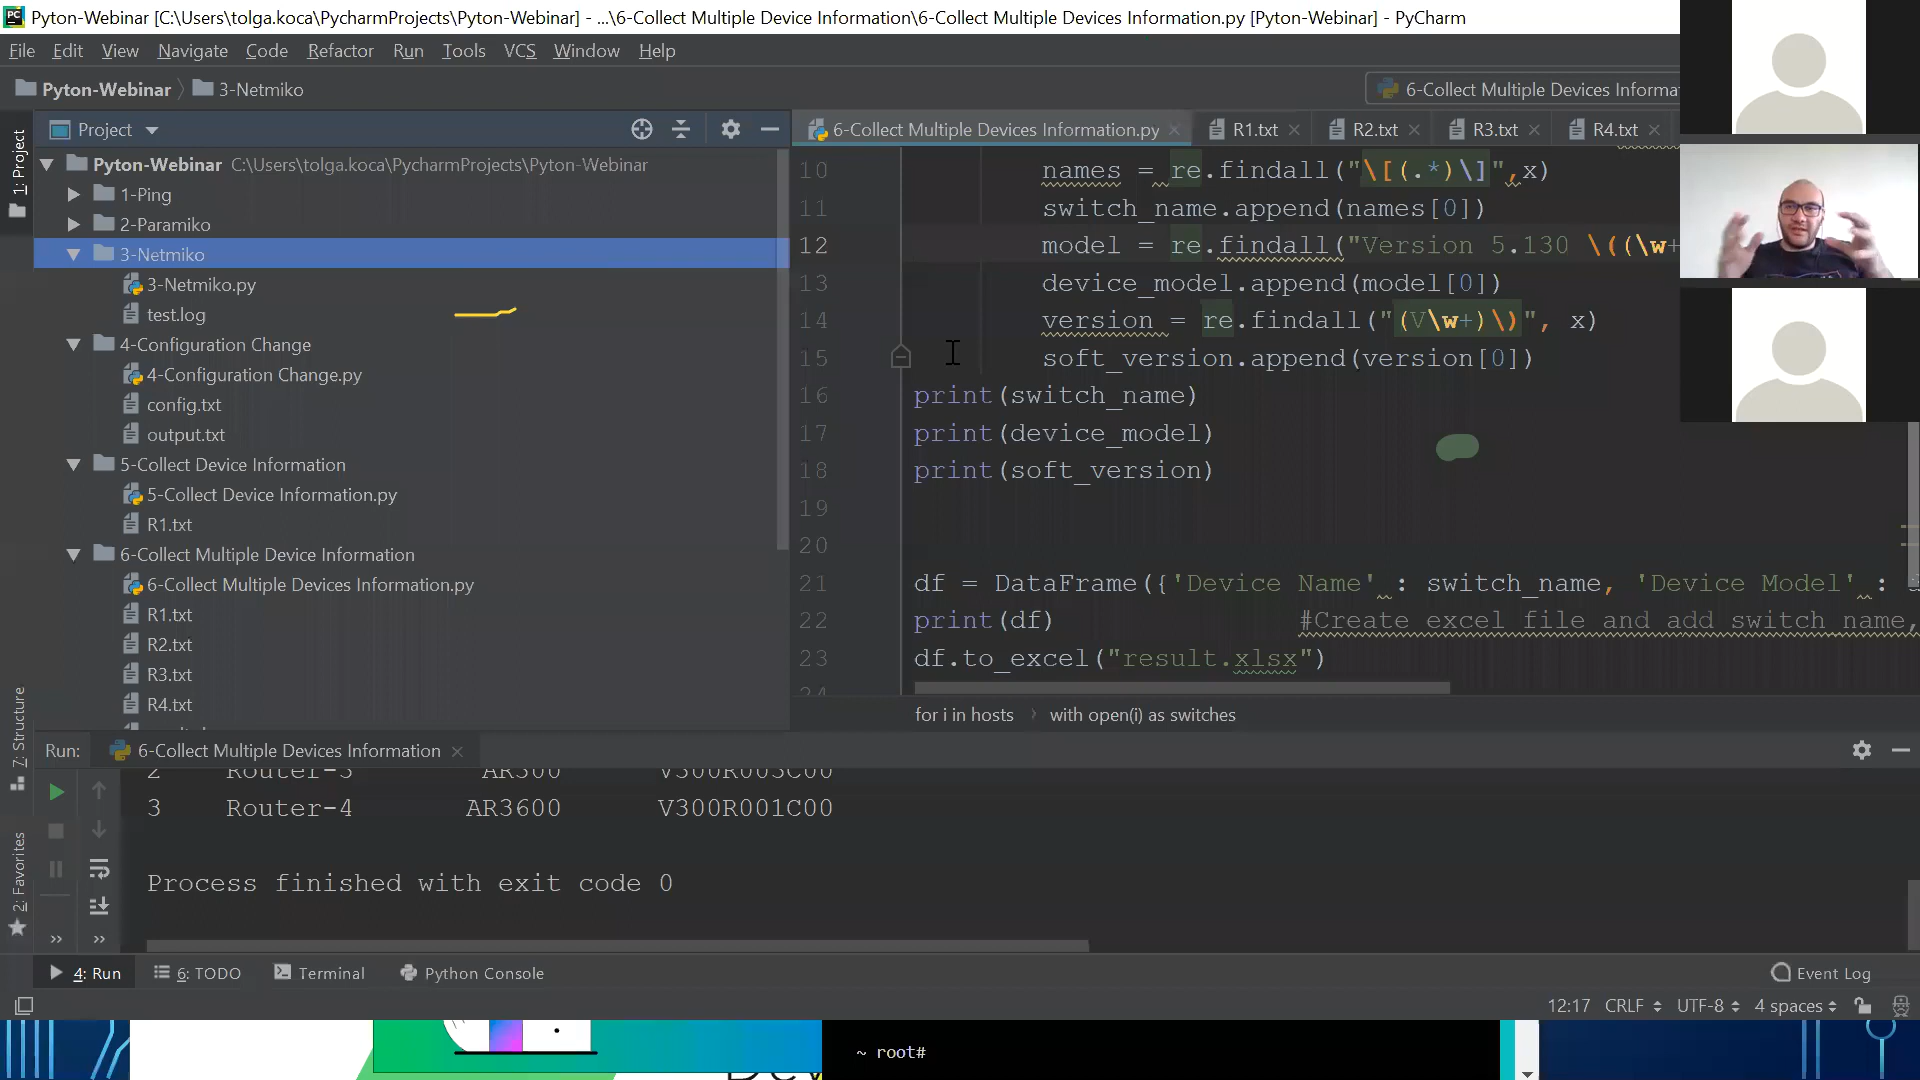 Pyton-Webinar [C:\Users\tolga.koca\PycharmProjects\Pyton-Webinar] - ...\6-Collect Multiple Device Information\6-Collect Multiple Devices Information.py [Pyton-Webinar] - PyCharm
File Edit View Navigate Code Refactor Run Tools VCS Window Help
Pyton-Webinar 3-Netmiko
6-Collect Multiple Devices Informa
1: Project
Project
6-Collect Multiple Devices Information.py R1.txt R2.txt R3.txt R4.txt
Pyton-Webinar C:\Users\tolga.koca\PycharmProjects\Pyton-Webinar
1-Ping
2-Paramiko
3-Netmiko
3-Netmiko.py
test.log
4-Configuration Change
4-Configuration Change.py
config.txt
output.txt
5-Collect Device Information
5-Collect Device Information.py
R1.txt
6-Collect Multiple Device Information
6-Collect Multiple Devices Information.py
R1.txt
R2.txt
R3.txt
R4.txt
10 names = re.findall("\[(.*)\]",x)
11 switch_name.append(names[0])
12 model = re.findall("Version 5.130 \((\w+
13 device_model.append(model[0])
14 version = re.findall("(V\w+)\)", x)
15 soft_version.append(version[0])
16 print(switch_name)
17 print(device_model)
18 print(soft_version)
19
20
21 df = DataFrame({'Device Name' : switch_name, 'Device Model' :
22 print(df) #Create excel file and add switch name,
23 df.to_excel("result.xlsx")
24
for i in hosts with open(i) as switches
7: Structure
2: Favorites
Run: 6-Collect Multiple Devices Information
2 Router-3 AR300 V300R003C00
3 Router-4 AR3600 V300R001C00
Process finished with exit code 0
4: Run 6: TODO Terminal Python Console Event Log
12:17 CRLF UTF-8 4 spaces
~ root#